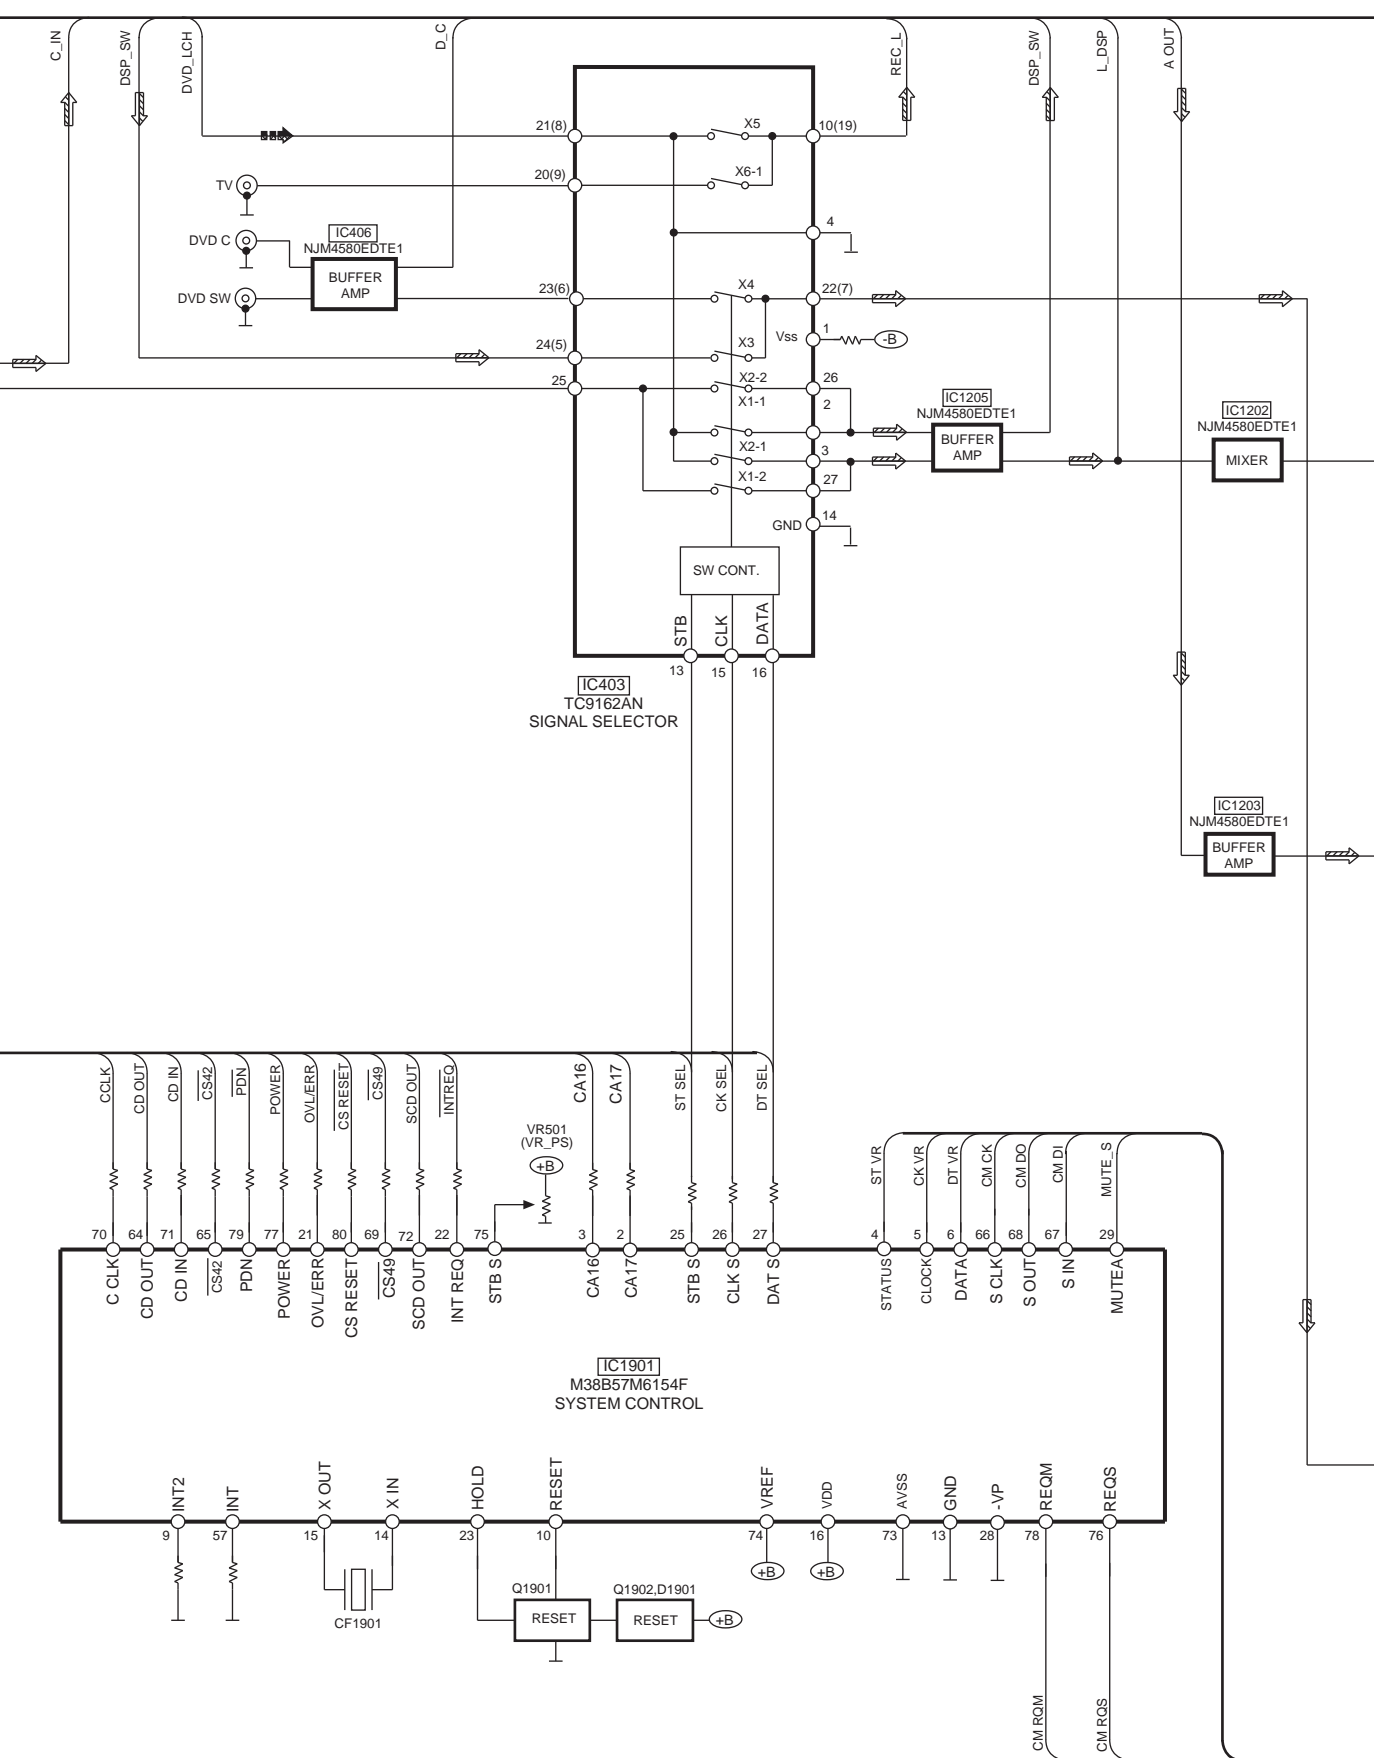 C_IN
DSP_SW
DVD_LCH
D_C
REC_L
DSP_SW
L_DSP
A OUT
21(8)
X5
10(19)
TV
20(9)
X6-1
4
DVD C
IC406
NJM4580EDTE1
BUFFER
AMP
DVD SW
23(6)
X4
22(7)
Vss
1
-B
24(5)
X3
25
X2-2
26
X1-1
2
IC1205
NJM4580EDTE1
BUFFER
AMP
IC1202
NJM4580EDTE1
MIXER
X2-1
3
X1-2
27
GND
14
SW CONT.
STB
CLK
DATA
13
15
16
IC403
TC9162AN
SIGNAL SELECTOR
IC1203
NJM4580EDTE1
BUFFER
AMP
CCLK
CD OUT
CD IN
CS42
PDN
POWER
OVL/ERR
CS RESET
CS49
SCD OUT
INTREQ
VR501
(VR_PS)
+B
CA16
CA17
ST SEL
CK SEL
DT SEL
ST VR
CK VR
DT VR
CM CK
CM DO
CM DI
MUTE_S
70
64
71
65
79
77
21
80
69
72
22
75
3
2
25
26
27
4
5
6
66
68
67
29
C CLK
CD OUT
CD IN
CS42
PDN
POWER
OVL/ERR
CS RESET
CS49
SCD OUT
INT REQ
STB S
CA16
CA17
STB S
CLK S
DAT S
STATUS
CLOCK
DATA
S CLK
S OUT
S IN
MUTEA
IC1901
M38B57M6154F
SYSTEM CONTROL
INT2
INT
X OUT
X IN
HOLD
RESET
VREF
VDD
AVSS
GND
-VP
REQM
REQS
9
57
15
14
23
10
74
16
73
13
28
78
76
+B
+B
CF1901
Q1901
RESET
Q1902,D1901
RESET
+B
CM RQM
CM RQS